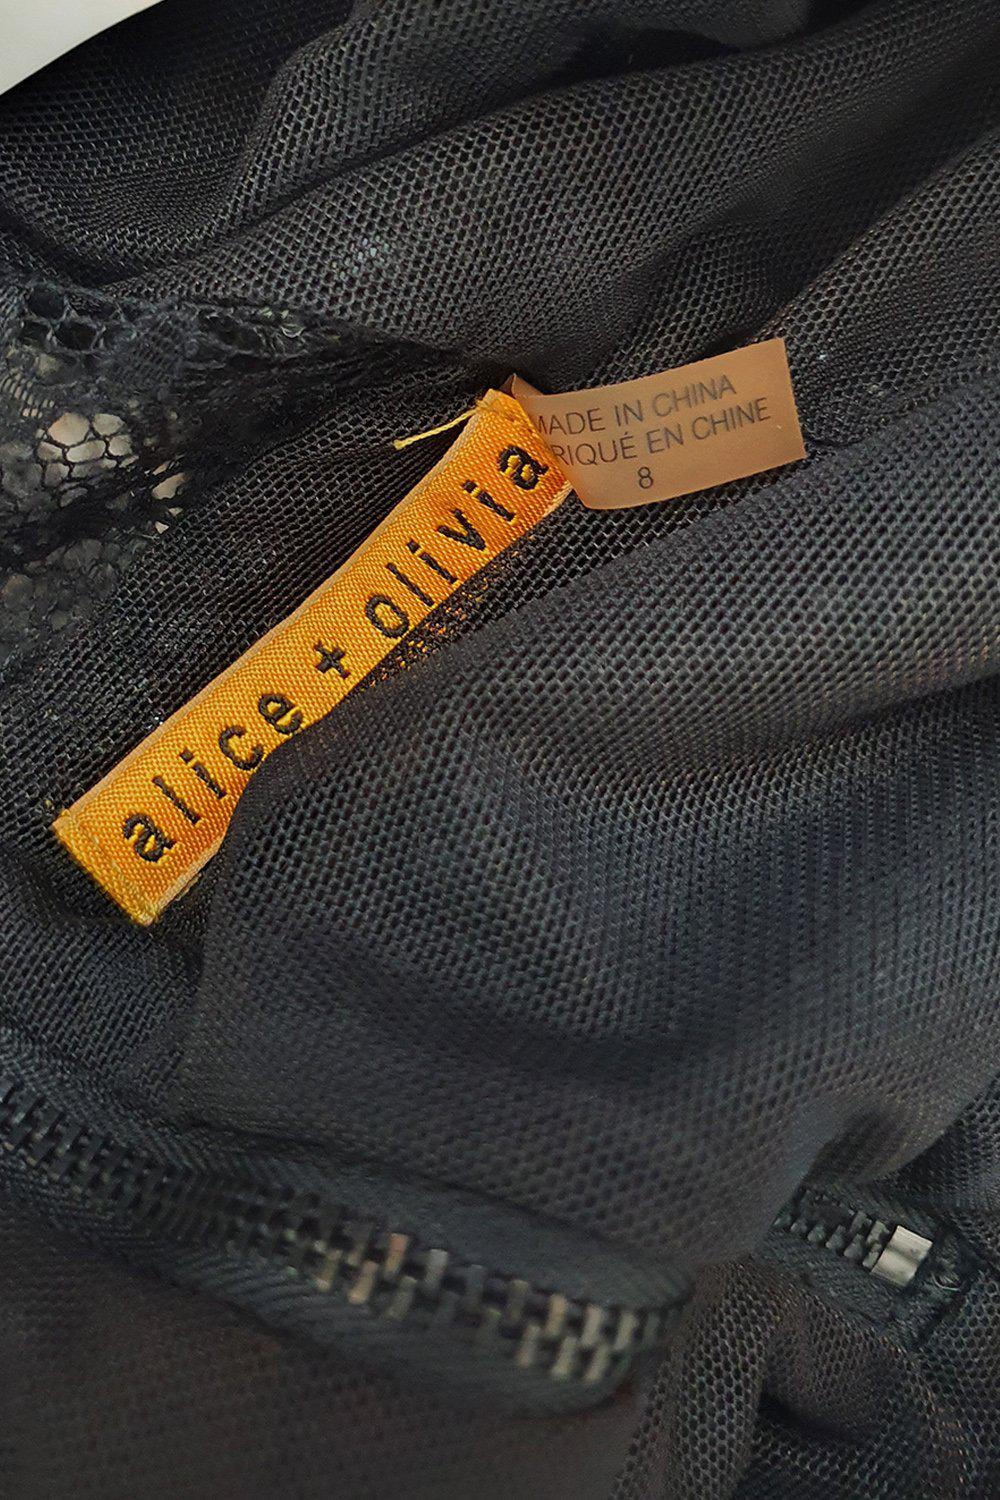 alice + olivia
MADE IN CHINA
RIQUÉ EN CHINE
8